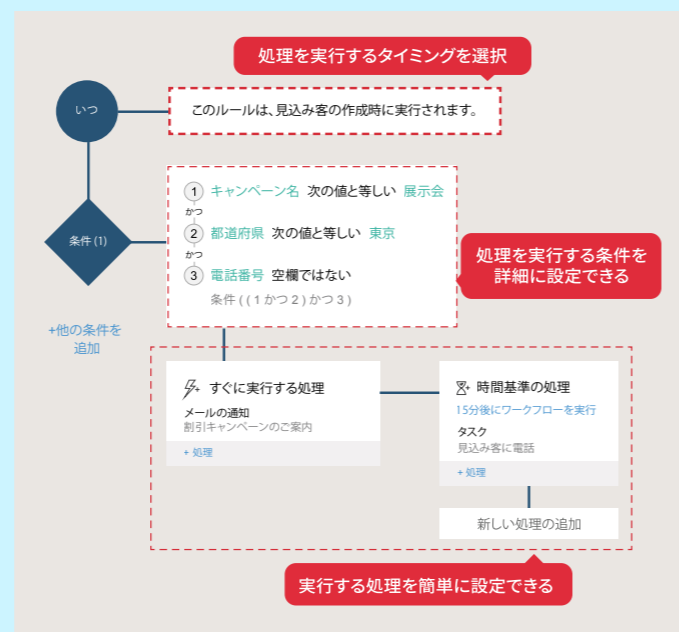 処理を実行するタイミングを選択
いつ
このルールは、見込み客の作成時に実行されます。
1 キャンペーン名 次の値と等しい 展示会
かつ
2 都道府県 次の値と等しい 東京
かつ
3 電話番号 空欄ではない
条件 ( ( 1 かつ 2 ) かつ 3 )
条件 (1)
処理を実行する条件を
詳細に設定できる
+他の条件を
追加
すぐに実行する処理
メールの通知
割引キャンペーンのご案内
+ 処理
時間基準の処理
15分後にワークフローを実行
タスク
見込み客に電話
+ 処理
新しい処理の追加
実行する処理を簡単に設定できる